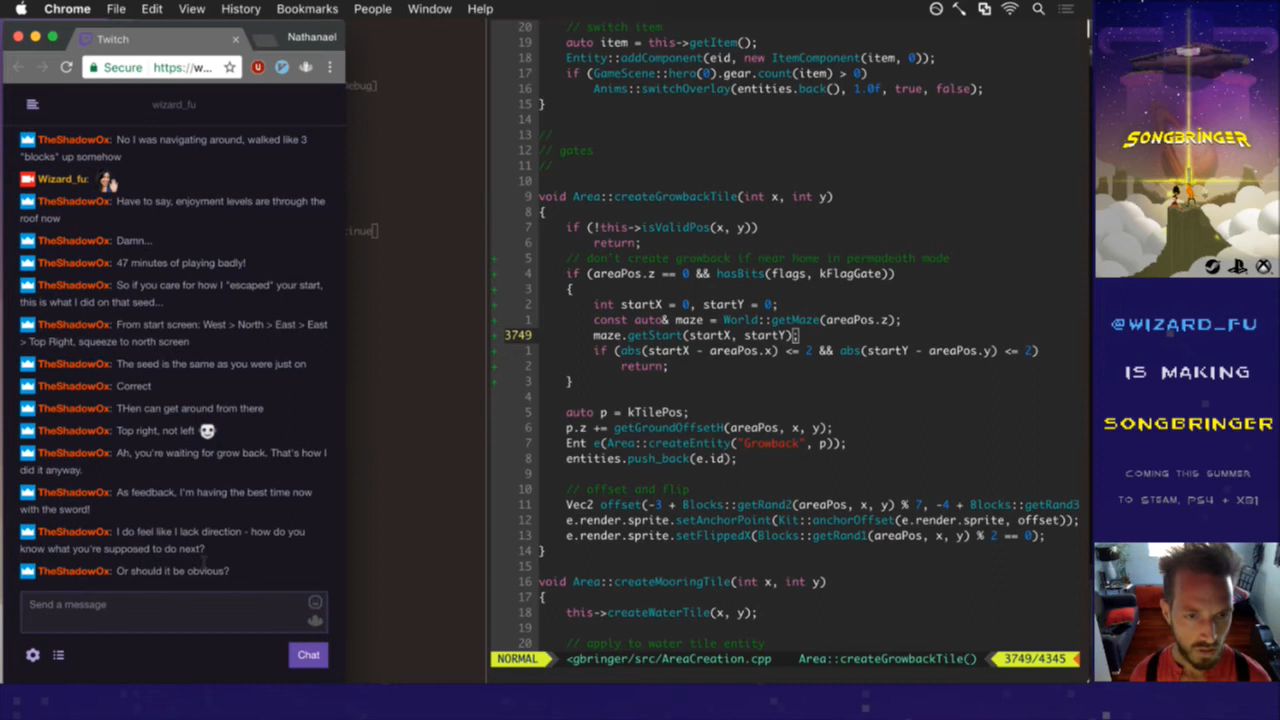 Chrome File Edit View History Bookmarks People Window Help
Twitch
Nathanael
Secure https://w...
wizard_fu
TheShadowOx: No I was navigating around, walked like 3
"blocks" up somehow
Wizard_fu:
TheShadowOx: Have to say, enjoyment levels are through the
roof now
TheShadowOx: Damn...
TheShadowOx: 47 minutes of playing badly!
TheShadowOx: So if you care for how I "escaped" your start,
this is what I did on that seed...
TheShadowOx: From start screen: West > North > East > East
> Top Right, squeeze to north screen
TheShadowOx: The seed is the same as you were just on
TheShadowOx: Correct
TheShadowOx: THen can get around from there
TheShadowOx: Top right, not left
TheShadowOx: Ah, you're waiting for grow back. That's how I
did it anyway.
TheShadowOx: As feedback, I'm having the best time now
with the sword!
TheShadowOx: I do feel like I lack direction - how do you
know what you're supposed to do next?
TheShadowOx: Or should it be obvious?
Send a message
Chat
ebug]
tinue]
20 // switch item
19 auto item = this->getItem();
18 Entity::addComponent(eid, new ItemComponent(item, 0));
17 if (GameScene::hero(0).gear.count(item) > 0)
16 Anims::switchOverlay(entities.back(), 1.0f, true, false);
15 }
14
13 //
12 // gates
11 //
10
9 void Area::createGrowbackTile(int x, int y)
8 {
7 if (!this->isValidPos(x, y))
6 return;
+ 5 // don't create growback if near home in permadeath mode
+ 4 if (areaPos.z == 0 && hasBits(flags, kFlagGate))
+ 3 {
+ 2 int startX = 0, startY = 0;
+ 1 const auto& maze = World::getMaze(areaPos.z);
+ 3749 maze.getStart(startX, startY);
+ 1 if (abs(startX - areaPos.x) <= 2 && abs(startY - areaPos.y) <= 2)
+ 2 return;
+ 3 }
4
5 auto p = kTilePos;
6 p.z += getGroundOffsetH(areaPos, x, y);
7 Ent e(Area::createEntity("Growback", p));
8 entities.push_back(e.id);
9
10 // offset and flip
11 Vec2 offset(-3 + Blocks::getRand2(areaPos, x, y) % 7, -4 + Blocks::getRand3
12 e.render.sprite.setAnchorPoint(Kit::anchorOffset(e.render.sprite, offset));
13 e.render.sprite.setFlippedX(Blocks::getRand1(areaPos, x, y) % 2 == 0);
14 }
15
16 void Area::createMooringTile(int x, int y)
17 {
18 this->createWaterTile(x, y);
19
20 // apply to water tile entity
NORMAL <gbringer/src/AreaCreation.cpp Area::createGrowbackTile() 3749/4345
SONGBRINGER
@WIZARD_FU
IS MAKING
SONGBRINGER
COMING THIS SUMMER
TO STEAM, PS4 + XB1